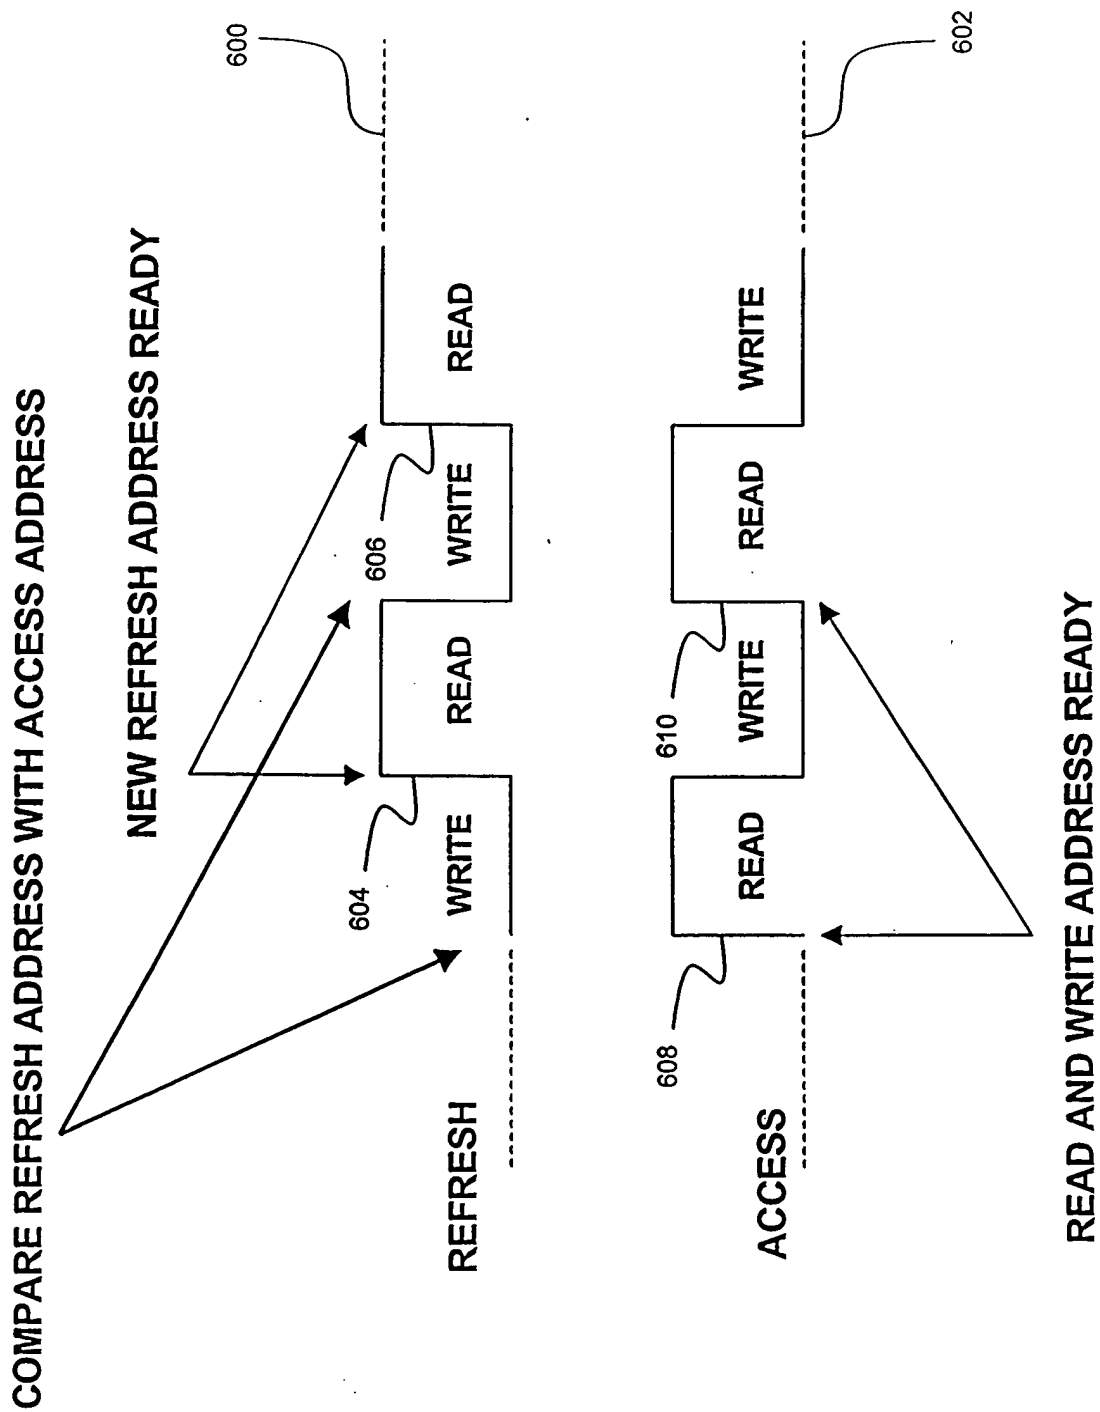 COMPARE REFRESH ADDRESS WITH ACCESS ADDRESS
NEW REFRESH ADDRESS READY
600
604
606
REFRESH
WRITE
READ
WRITE
READ
608
610
ACCESS
READ
WRITE
READ
WRITE
602
READ AND WRITE ADDRESS READY